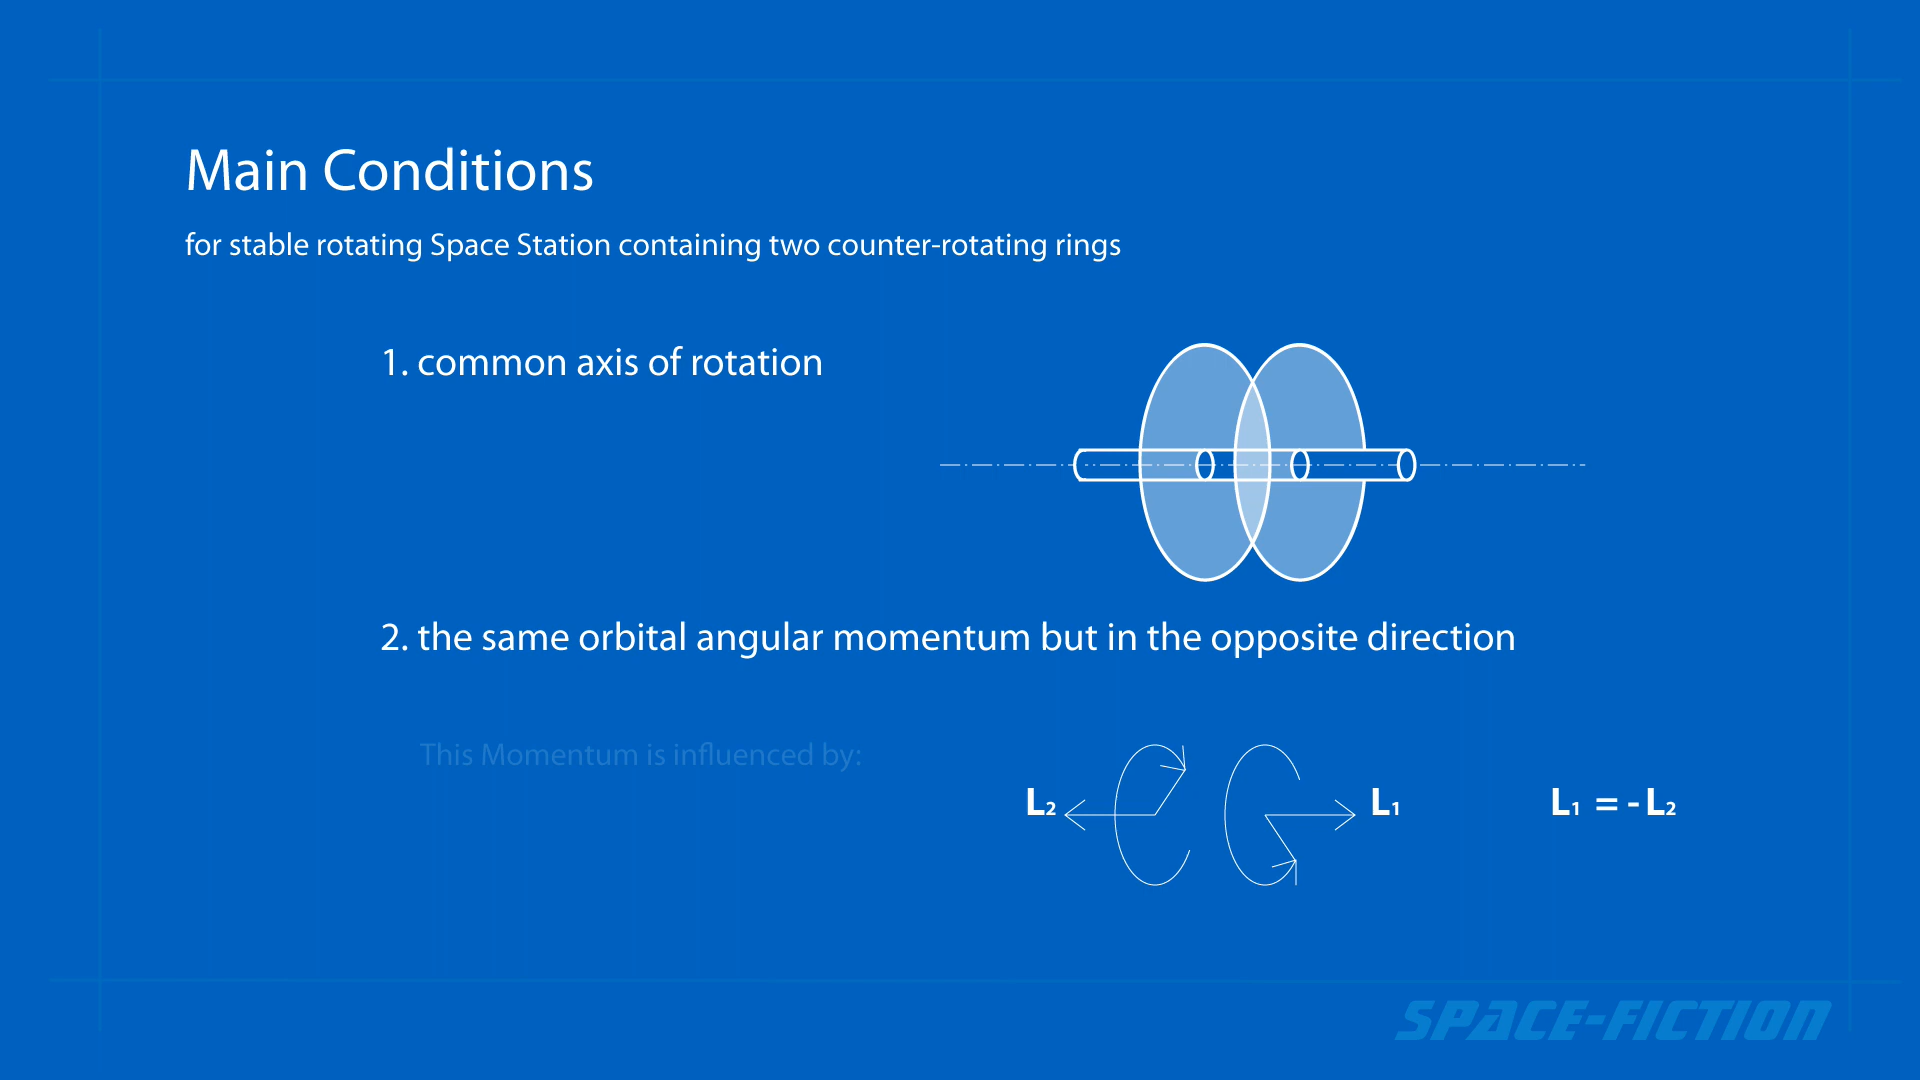 Main Conditions
for stable rotating Space Station containing two counter-rotating rings
1. common axis of rotation
2. the same orbital angular momentum but in the opposite direction
This Momentum is influenced by:
L₂
L₁
L₁ = - L₂
SPACE-FICTION